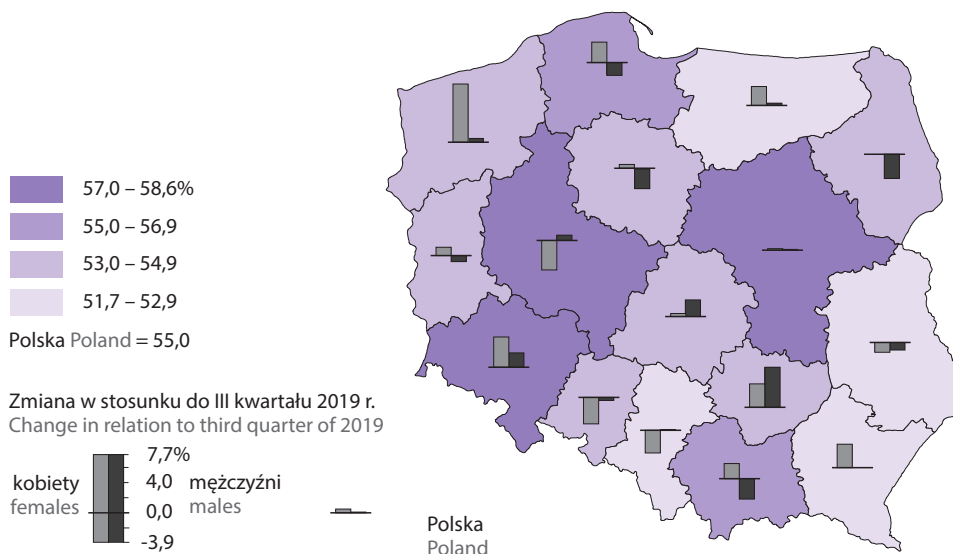 57,0 – 58,6%
55,0 – 56,9
53,0 – 54,9
51,7 – 52,9
Polska Poland = 55,0
Zmiana w stosunku do III kwartału 2019 r.
Change in relation to third quarter of 2019
7,7%
kobiety 4,0 mężczyźni
females 0,0 males
-3,9
Polska
Poland